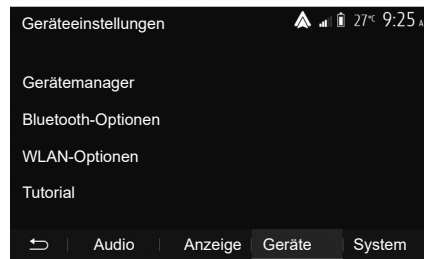 Geräteeinstellungen 27°C 9:25 A
Gerätemanager
Bluetooth-Optionen
WLAN-Optionen
Tutorial
Audio Anzeige Geräte System